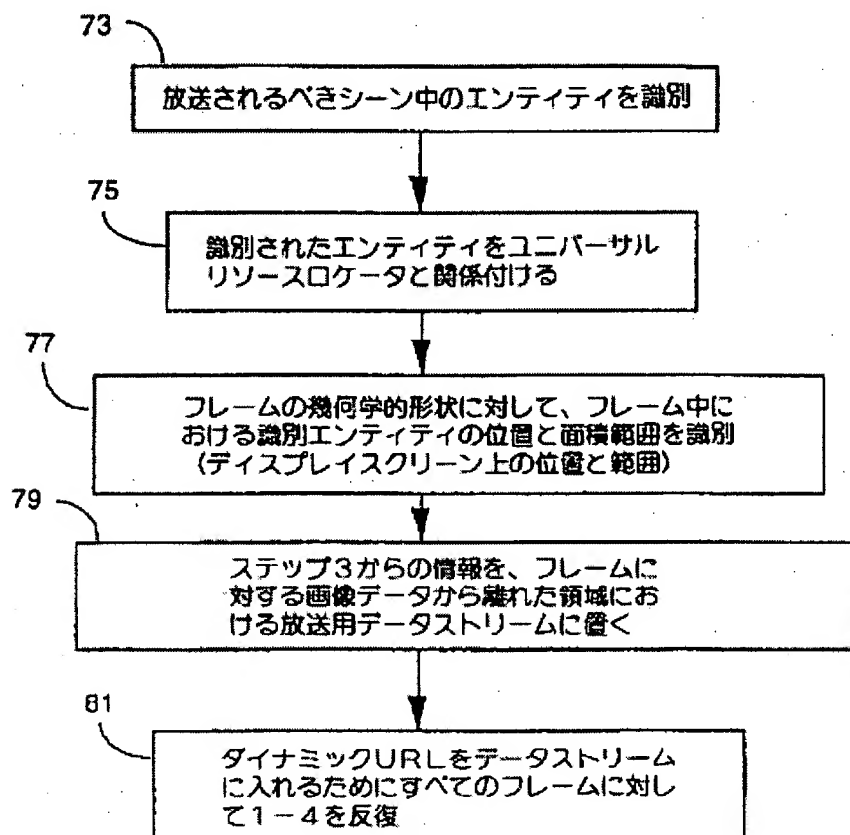 73
放送されるべきシーン中のエンティティを識別
75
識別されたエンティティをユニバーサル
リソースロケータと関係付ける
77
フレームの幾何学的形状に対して、フレーム中に
おける識別エンティティの位置と面積範囲を識別
(ディスプレイスクリーン上の位置と範囲)
79
ステップ3からの情報を、フレームに
対する画像データから離れた領域にお
ける放送用データストリームに置く
81
ダイナミックURLをデータストリーム
に入れるためにすべてのフレームに対し
て1-4を反復